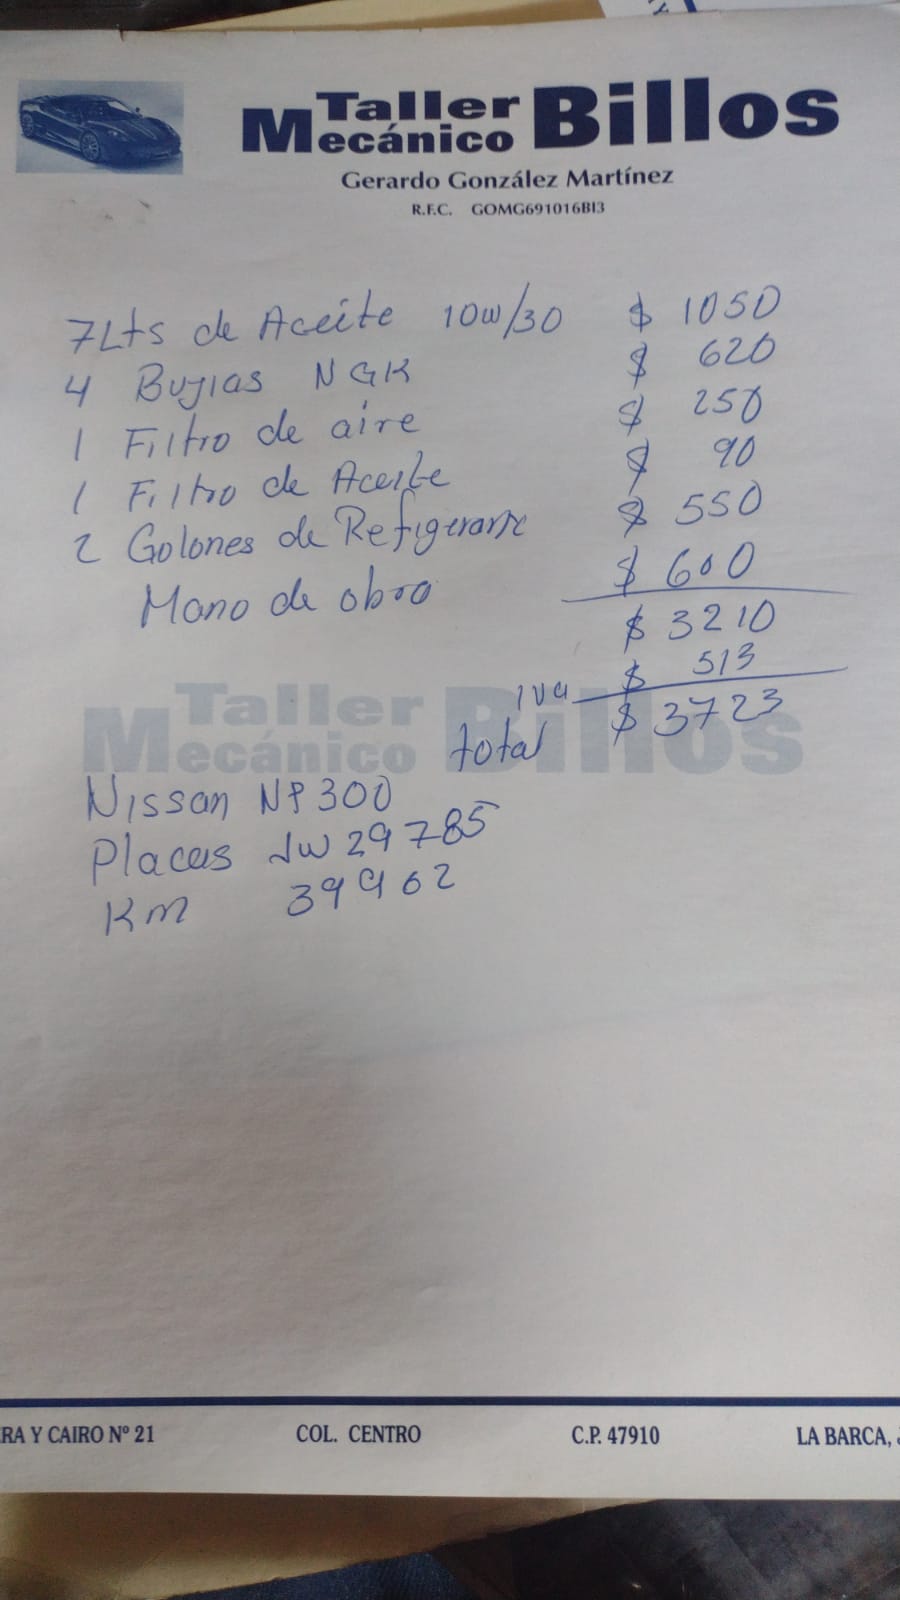 Taller
Mecánico Billos
Gerardo González Martínez
R.F.C. GOMG691016BI3
7Lts de Aceite 10w/30 $ 1050
4 Bujias NGK $ 620
1 Filtro de aire $ 250
1 Filtro de Aceite $ 90
2 Golones de Refigerante $ 550
Mano de obra $ 600
$ 3210
IVA $ 513
Total $ 3723
Taller
Mecánico Billos
Nissan NP300
Placas JW29785
Km 39962
RA Y CAIRO Nº 21 COL. CENTRO C.P. 47910 LA BARCA,